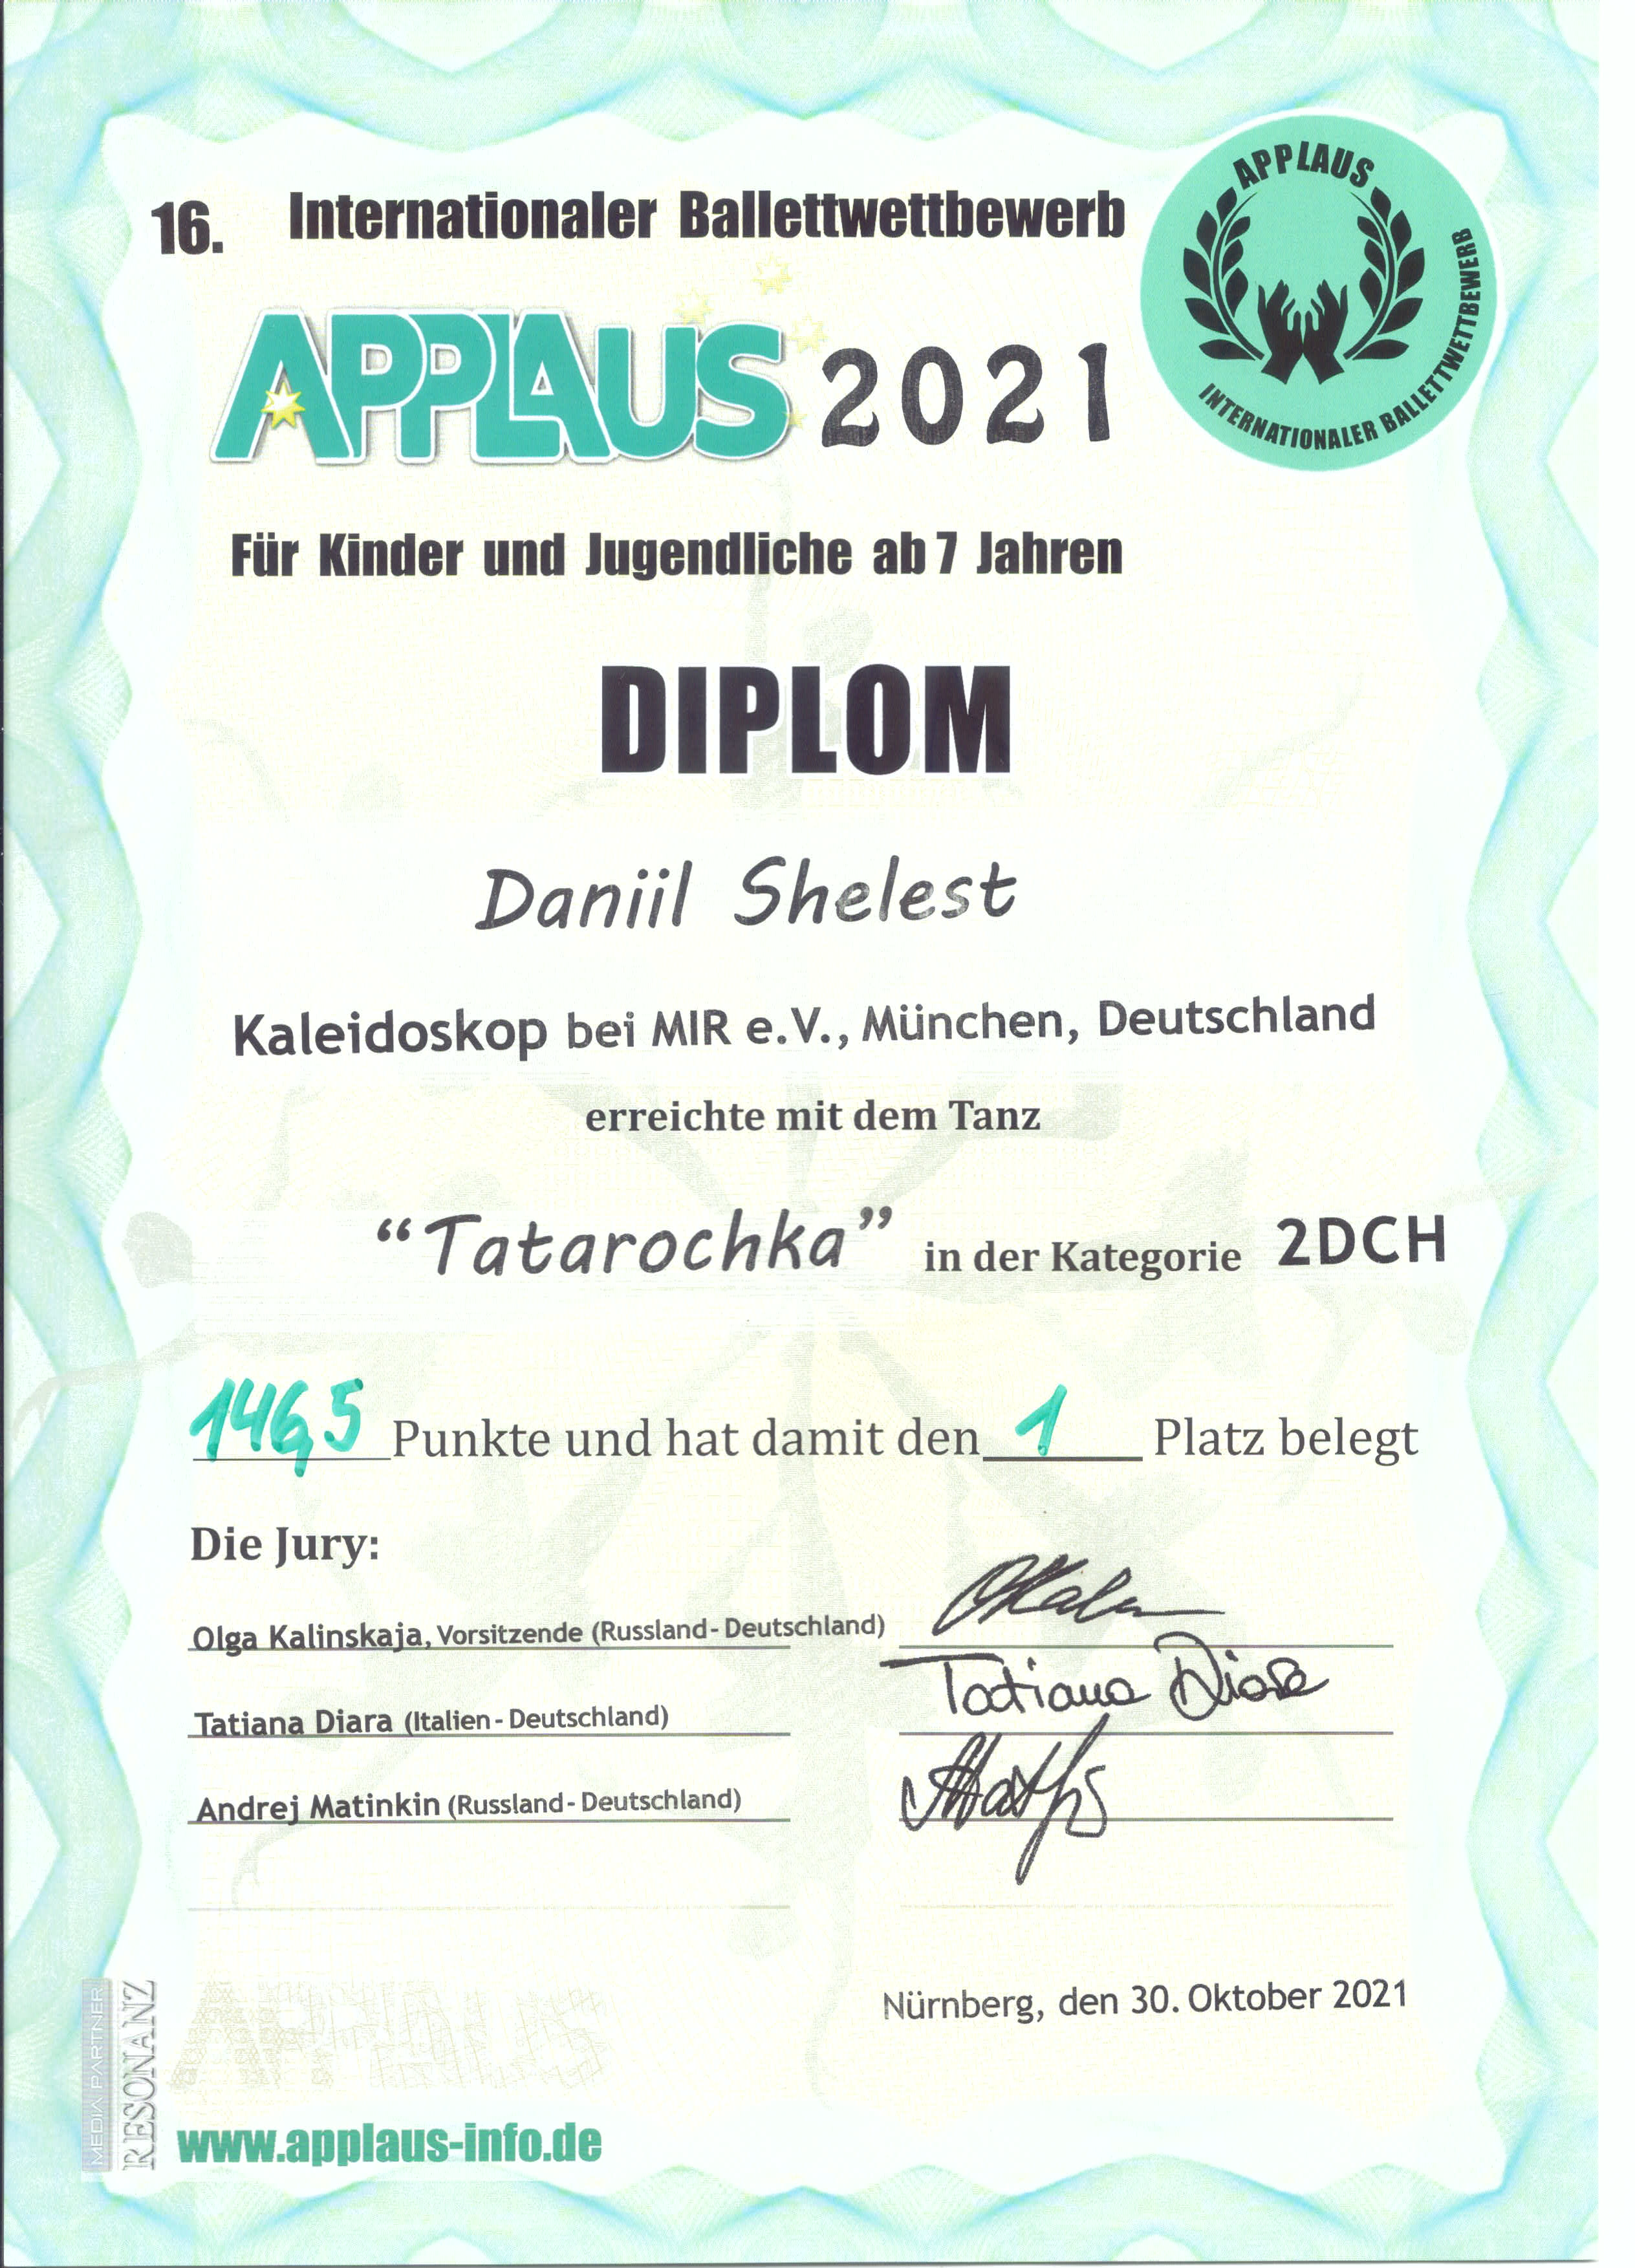 16. Internationaler Ballettwettbewerb
APPLAUS
INTERNATIONALER BALLETTWETTBEWERB
APPLAUS 2021
Für Kinder und Jugendliche ab 7 Jahren
DIPLOM
Daniil Shelest
Kaleidoskop bei MIR e.V., München, Deutschland
erreichte mit dem Tanz
“Tatarochka” in der Kategorie 2DCH
146,5 Punkte und hat damit den 1 Platz belegt
Die Jury:
Olga Kalinskaja, Vorsitzende (Russland-Deutschland)
Tatiana Diara (Italien-Deutschland)
Tatiana Diara
Andrej Matinkin (Russland-Deutschland)
Nürnberg, den 30. Oktober 2021
MEDIA PARTNER
RESONANZ
APPLAUS
www.applaus-info.de